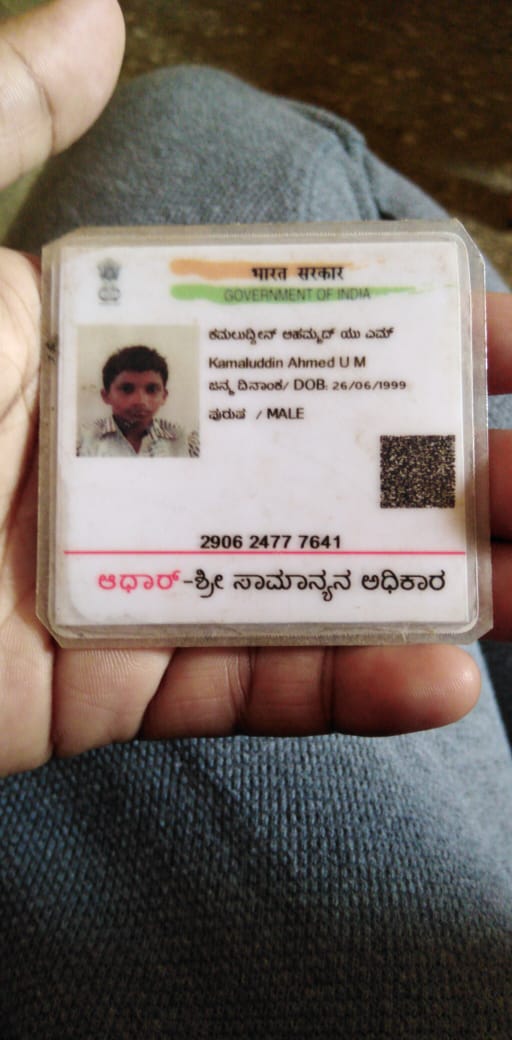 भारत सरकार
GOVERNMENT OF INDIA
ಕಮಲುದ್ದೀನ್ ಅಹಮ್ಮದ್ ಯು ಎಮ್
Kamaluddin Ahmed U M
ಜನ್ಮ ದಿನಾಂಕ/ DOB: 26/06/1999
ಪುರುಷ / MALE
2906 2477 7641
ಆಧಾರ್-ಶ್ರೀ ಸಾಮಾನ್ಯನ ಅಧಿಕಾರ